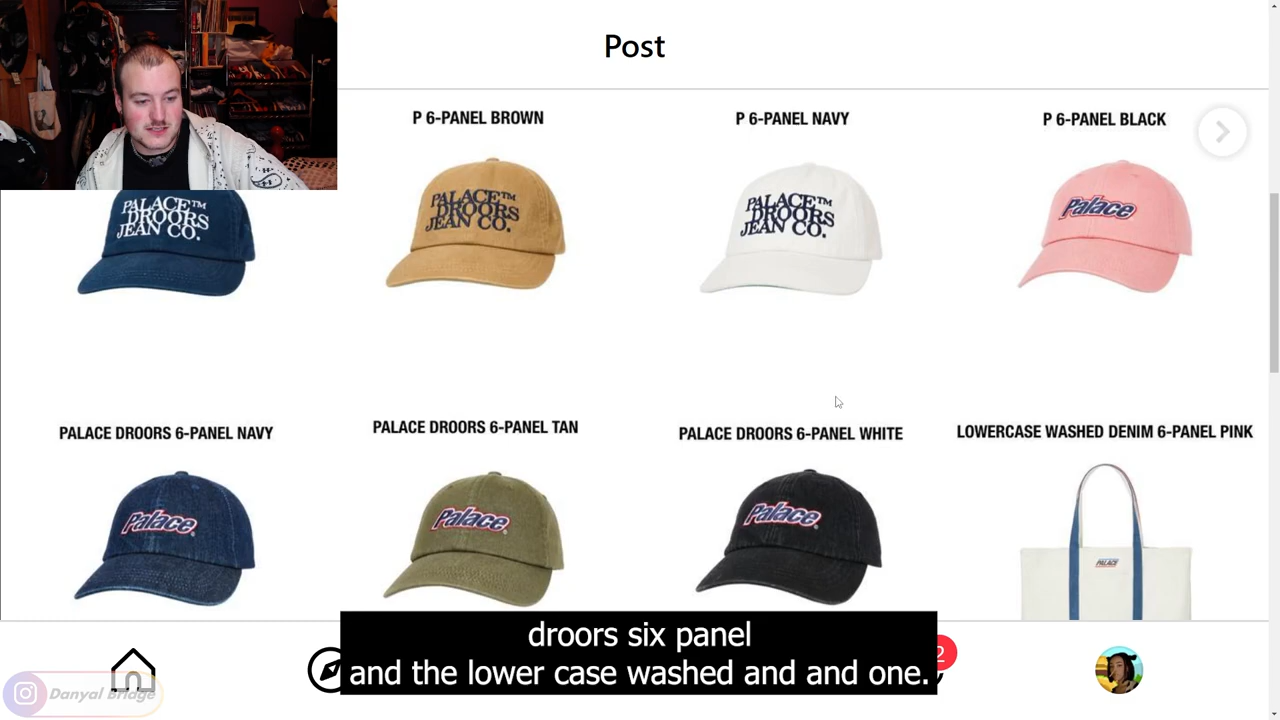 Post
P 6-PANEL BROWN
P 6-PANEL NAVY
P 6-PANEL BLACK
PALACE™
DROORS
JEAN CO.
PALACE™
DROORS
JEAN CO.
PALACE™
DROORS
JEAN CO.
Palace
PALACE DROORS 6-PANEL NAVY
PALACE DROORS 6-PANEL TAN
PALACE DROORS 6-PANEL WHITE
LOWERCASE WASHED DENIM 6-PANEL PINK
Palace
Palace
Palace
PALACE
droors six panel
and the lower case washed and and one.
2
Danyal Bridge